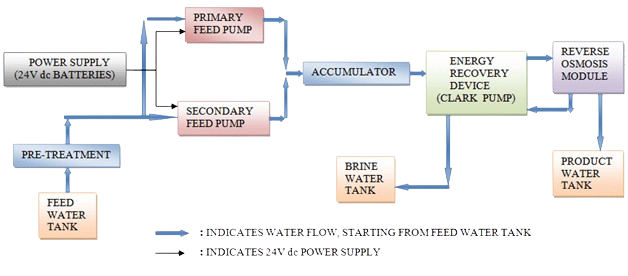 PRIMARY
FEED PUMP
POWER SUPPLY
(24V dc BATTERIES)
ACCUMULATOR
ENERGY
RECOVERY
DEVICE
(CLARK PUMP)
REVERSE
OSMOSIS
MODULE
SECONDARY
FEED PUMP
PRE-TREATMENT
FEED
WATER
TANK
BRINE
WATER
TANK
PRODUCT
WATER
TANK
: INDICATES WATER FLOW, STARTING FROM FEED WATER TANK
: INDICATES 24V dc POWER SUPPLY